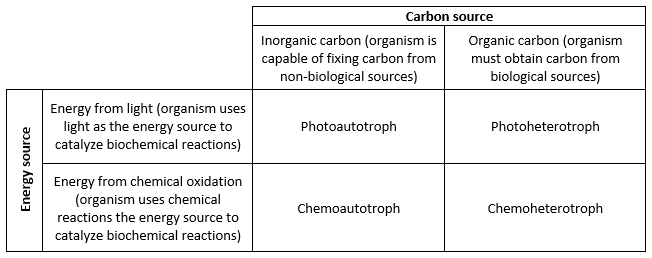 Carbon source
Inorganic carbon (organism is
capable of fixing carbon from
non-biological sources)
Organic carbon (organism
must obtain carbon from
biological sources)
Energy source
Energy from light (organism uses
light as the energy source to
catalyze biochemical reactions)
Photoautotroph
Photoheterotroph
Energy from chemical oxidation
(organism uses chemical
reactions the energy source to
catalyze biochemical reactions)
Chemoautotroph
Chemoheterotroph